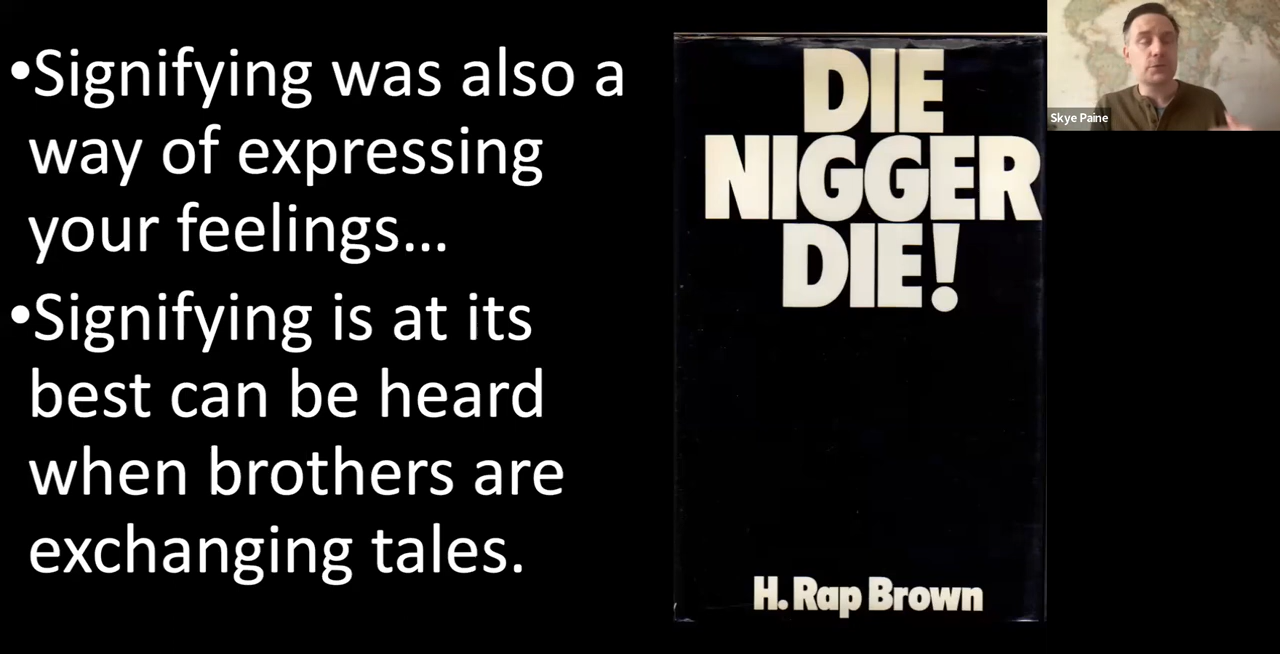 •Signifying was also a
way of expressing
your feelings...
•Signifying is at its
best can be heard
when brothers are
exchanging tales.
DIE
NIGGER
DIE!
H. Rap Brown
Skye Paine